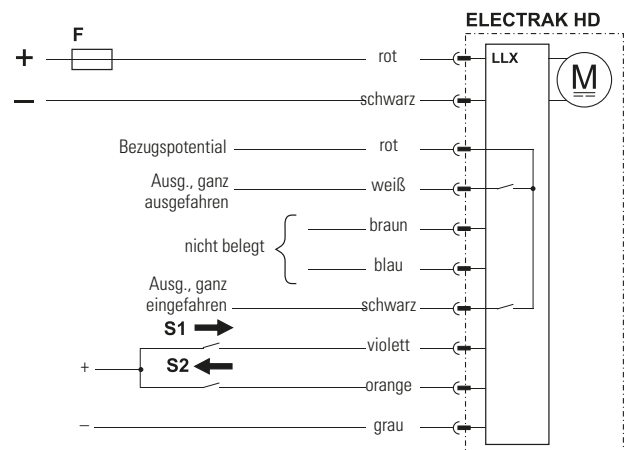 ELECTRAK HD
F
+
rot
LLX
M
–
schwarz
Bezugspotential
rot
Ausg., ganz
ausgefahren
weiß
nicht belegt
braun
blau
Ausg., ganz
eingefahren
schwarz
S1
violett
+
S2
orange
–
grau